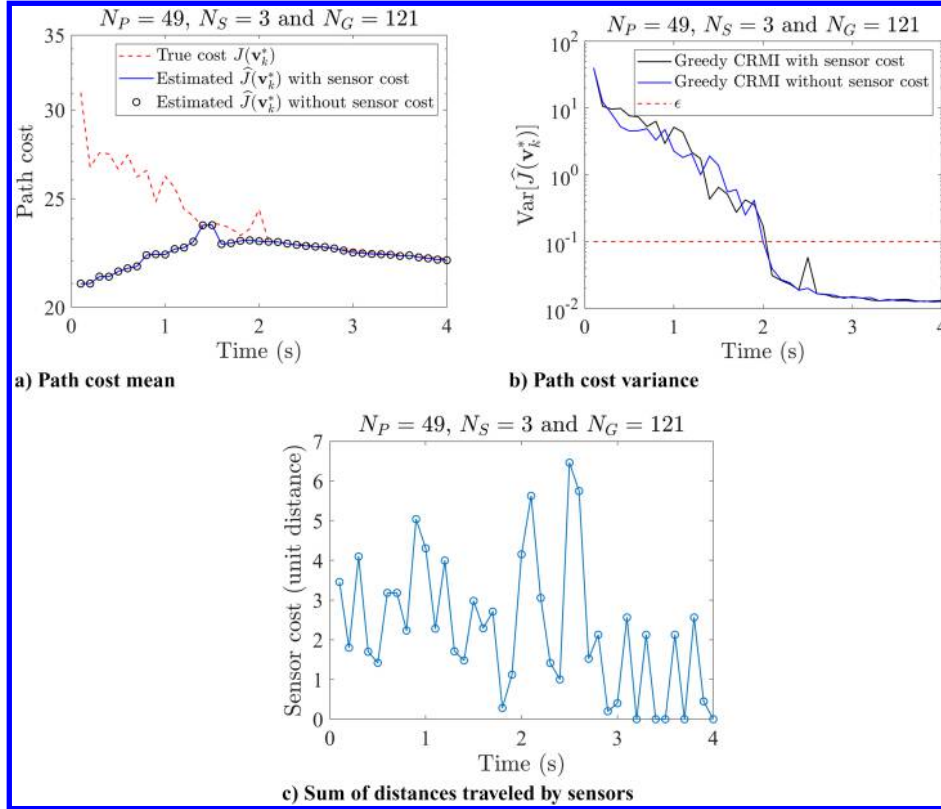 N_P = 49, N_S = 3 and N_G = 121
35
30
25
20
Path cost
True cost J(v*_k)
Estimated Ĵ(v*_k) with sensor cost
Estimated Ĵ(v*_k) without sensor cost
0 1 2 3 4
Time (s)
a) Path cost mean
N_P = 49, N_S = 3 and N_G = 121
10^2
10^1
10^0
10^-1
10^-2
Var[Ĵ(v*_k)]
Greedy CRMI with sensor cost
Greedy CRMI without sensor cost
ϵ
0 1 2 3 4
Time (s)
b) Path cost variance
N_P = 49, N_S = 3 and N_G = 121
7
6
5
4
3
2
1
0
Sensor cost (unit distance)
0 1 2 3 4
Time (s)
c) Sum of distances traveled by sensors